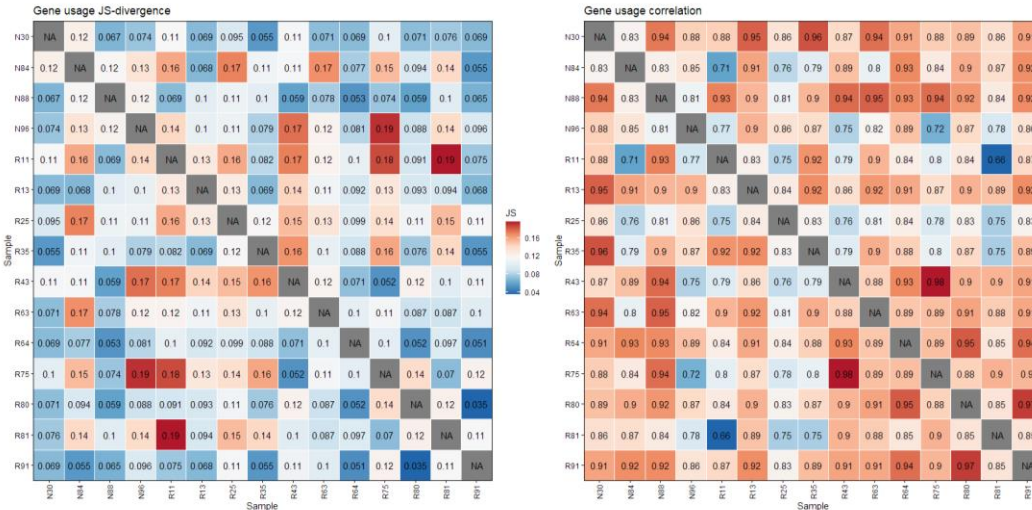 Gene usage JS-divergence
N30 NA 0.12 0.067 0.074 0.11 0.069 0.095 0.055 0.11 0.071 0.069 0.1 0.071 0.076 0.069
N84 0.12 NA 0.12 0.13 0.16 0.068 0.17 0.11 0.11 0.17 0.077 0.15 0.094 0.14 0.055
N88 0.067 0.12 NA 0.12 0.069 0.1 0.11 0.1 0.059 0.078 0.053 0.074 0.059 0.1 0.065
N96 0.074 0.13 0.12 NA 0.14 0.1 0.11 0.079 0.17 0.12 0.081 0.19 0.088 0.14 0.096
R11 0.11 0.16 0.069 0.14 NA 0.13 0.16 0.082 0.17 0.12 0.1 0.18 0.091 0.19 0.075
R13 0.069 0.068 0.1 0.1 0.13 NA 0.12 0.069 0.14 0.11 0.092 0.13 0.093 0.094 0.068
R25 0.095 0.17 0.11 0.11 0.16 0.12 NA 0.12 0.15 0.13 0.099 0.14 0.11 0.15 0.11
R35 0.055 0.11 0.1 0.079 0.082 0.069 0.12 NA 0.16 0.1 0.088 0.16 0.076 0.14 0.055
R43 0.11 0.11 0.059 0.17 0.17 0.14 0.15 0.16 NA 0.12 0.071 0.052 0.12 0.1 0.11
R63 0.071 0.17 0.078 0.12 0.12 0.11 0.13 0.1 0.12 NA 0.1 0.11 0.087 0.087 0.1
R64 0.069 0.077 0.053 0.081 0.1 0.092 0.099 0.088 0.071 0.1 NA 0.1 0.052 0.097 0.051
R75 0.1 0.15 0.074 0.19 0.18 0.13 0.14 0.16 0.052 0.11 0.1 NA 0.14 0.07 0.12
R80 0.071 0.094 0.059 0.088 0.091 0.093 0.11 0.076 0.12 0.087 0.052 0.14 NA 0.12 0.035
R81 0.076 0.14 0.1 0.14 0.19 0.094 0.15 0.14 0.1 0.087 0.097 0.07 0.12 NA 0.11
R91 0.069 0.055 0.065 0.096 0.075 0.068 0.11 0.055 0.11 0.1 0.051 0.12 0.035 0.11 NA
N30 N84 N88 N96 R11 R13 R25 R35 R43 R63 R64 R75 R80 R81 R91
Sample
Sample
JS
0.16
0.12
0.08
0.04
Gene usage correlation
N30 NA 0.83 0.94 0.88 0.88 0.95 0.86 0.96 0.87 0.94 0.91 0.88 0.89 0.86
N84 0.83 NA 0.83 0.85 0.71 0.91 0.76 0.79 0.89 0.8 0.93 0.84 0.9 0.87
N88 0.94 0.83 NA 0.81 0.93 0.9 0.81 0.9 0.94 0.95 0.93 0.94 0.92 0.84
N96 0.88 0.85 0.81 NA 0.77 0.9 0.86 0.87 0.75 0.82 0.89 0.72 0.87 0.78
R11 0.88 0.71 0.93 0.77 NA 0.83 0.75 0.92 0.79 0.9 0.84 0.8 0.84 0.66
R13 0.95 0.91 0.9 0.9 0.83 NA 0.84 0.92 0.86 0.92 0.91 0.87 0.9 0.89
R25 0.86 0.76 0.81 0.86 0.75 0.84 NA 0.83 0.76 0.81 0.84 0.78 0.82 0.75
R35 0.96 0.79 0.9 0.87 0.92 0.92 0.83 NA 0.79 0.9 0.88 0.8 0.87 0.75
R43 0.87 0.89 0.94 0.75 0.79 0.86 0.76 0.79 NA 0.88 0.93 0.98 0.9 0.9
R63 0.94 0.8 0.95 0.82 0.9 0.92 0.81 0.9 0.88 NA 0.89 0.89 0.91 0.88
R64 0.91 0.93 0.93 0.89 0.84 0.91 0.84 0.88 0.93 0.89 NA 0.89 0.95 0.85
R75 0.88 0.84 0.94 0.72 0.8 0.87 0.78 0.8 0.98 0.89 0.89 NA 0.88 0.9
R80 0.89 0.9 0.92 0.87 0.84 0.9 0.82 0.87 0.9 0.91 0.95 0.88 NA 0.85
R81 0.86 0.87 0.84 0.78 0.66 0.89 0.75 0.75 0.9 0.88 0.85 0.9 0.85 NA
R91 0.91 0.92 0.92 0.86 0.87 0.92 0.83 0.89 0.91 0.91 0.94 0.9 0.97 0.85
N30 N84 N88 N96 R11 R13 R25 R35 R43 R63 R64 R75 R80 R81 R91
Sample
Sample